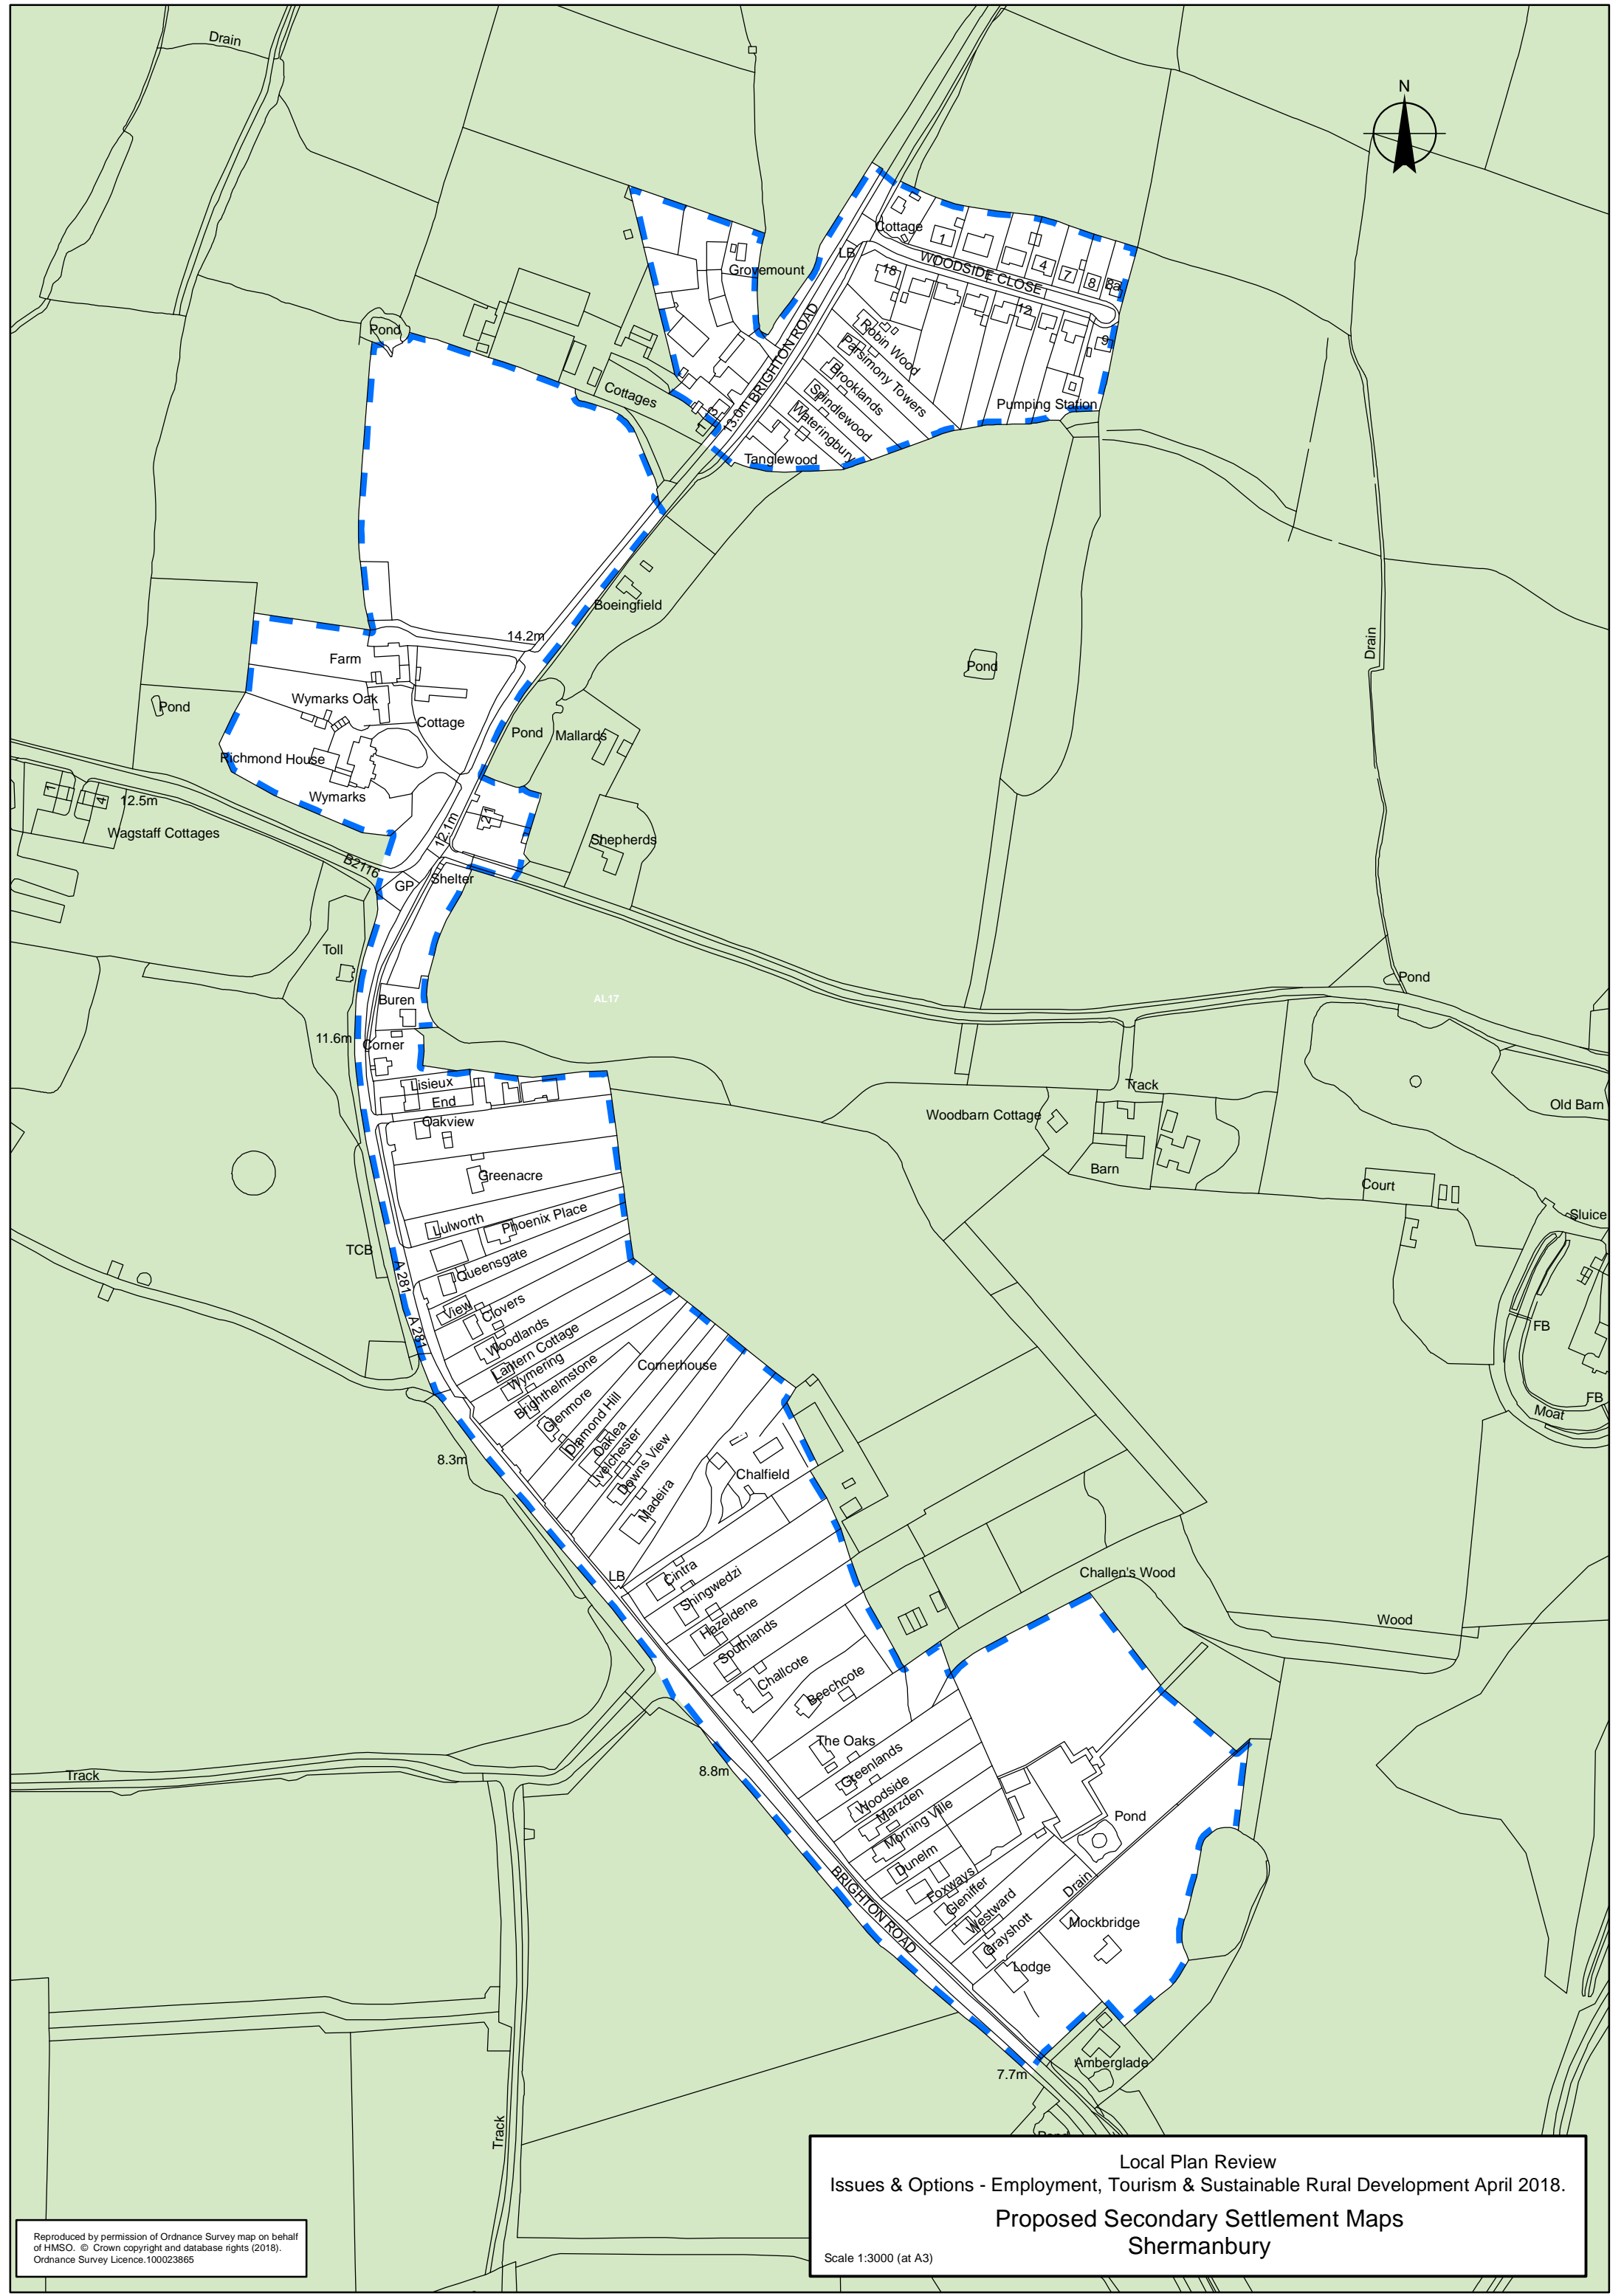 Drain
N
Cottage
1
LB
WOODSIDE CLOSE
4
7
8
8a
Grovemount
18
12
9
Pond
BRIGHTON ROAD
Robin Wood
Parsimony Towers
Brooklands
Spindlewood
Wateringbury
Cottages
1
3
13.0m
Pumping Station
Tanglewood
Boeingfield
14.2m
Drain
Farm
Pond
Wymarks Oak
Pond
Cottage
Pond
Mallards
Richmond House
Wymarks
1
4
12.5m
Wagstaff Cottages
12.1m
21
Shepherds
B2116
GP
Shelter
Toll
Pond
Buren
AL17
11.6m
Corner
Lisieux
End
Oakview
Track
Woodbarn Cottage
Old Barn
Barn
Greenacre
Court
Lulworth
Phoenix Place
Sluice
TCB
Queensgate
A 281
View
Clovers
A 281
FB
Woodlands
Lantern Cottage
Wymering
Brighthelmstone
Cornerhouse
Glenmore
Diamond Hill
Oaklea
Ivelchester
Downs View
FB
Moat
8.3m
Chalfield
Madeira
LB
Cintra
Shingwedzi
Challen's Wood
Hazeldene
Wood
Southlands
Challcote
Beechcote
The Oaks
Track
8.8m
Greenlands
Woodside
Marzden
Morning Ville
Pond
Dunelm
BRIGHTON ROAD
Foxways
Gleniffer
Drain
Westward
Grayshott
Mockbridge
Lodge
Amberglade
7.7m
Track
Pond
Local Plan Review
Issues & Options - Employment, Tourism & Sustainable Rural Development April 2018.
Proposed Secondary Settlement Maps
Shermanbury
Scale 1:3000 (at A3)
Reproduced by permission of Ordnance Survey map on behalf
of HMSO. © Crown copyright and database rights (2018).
Ordnance Survey Licence.100023865